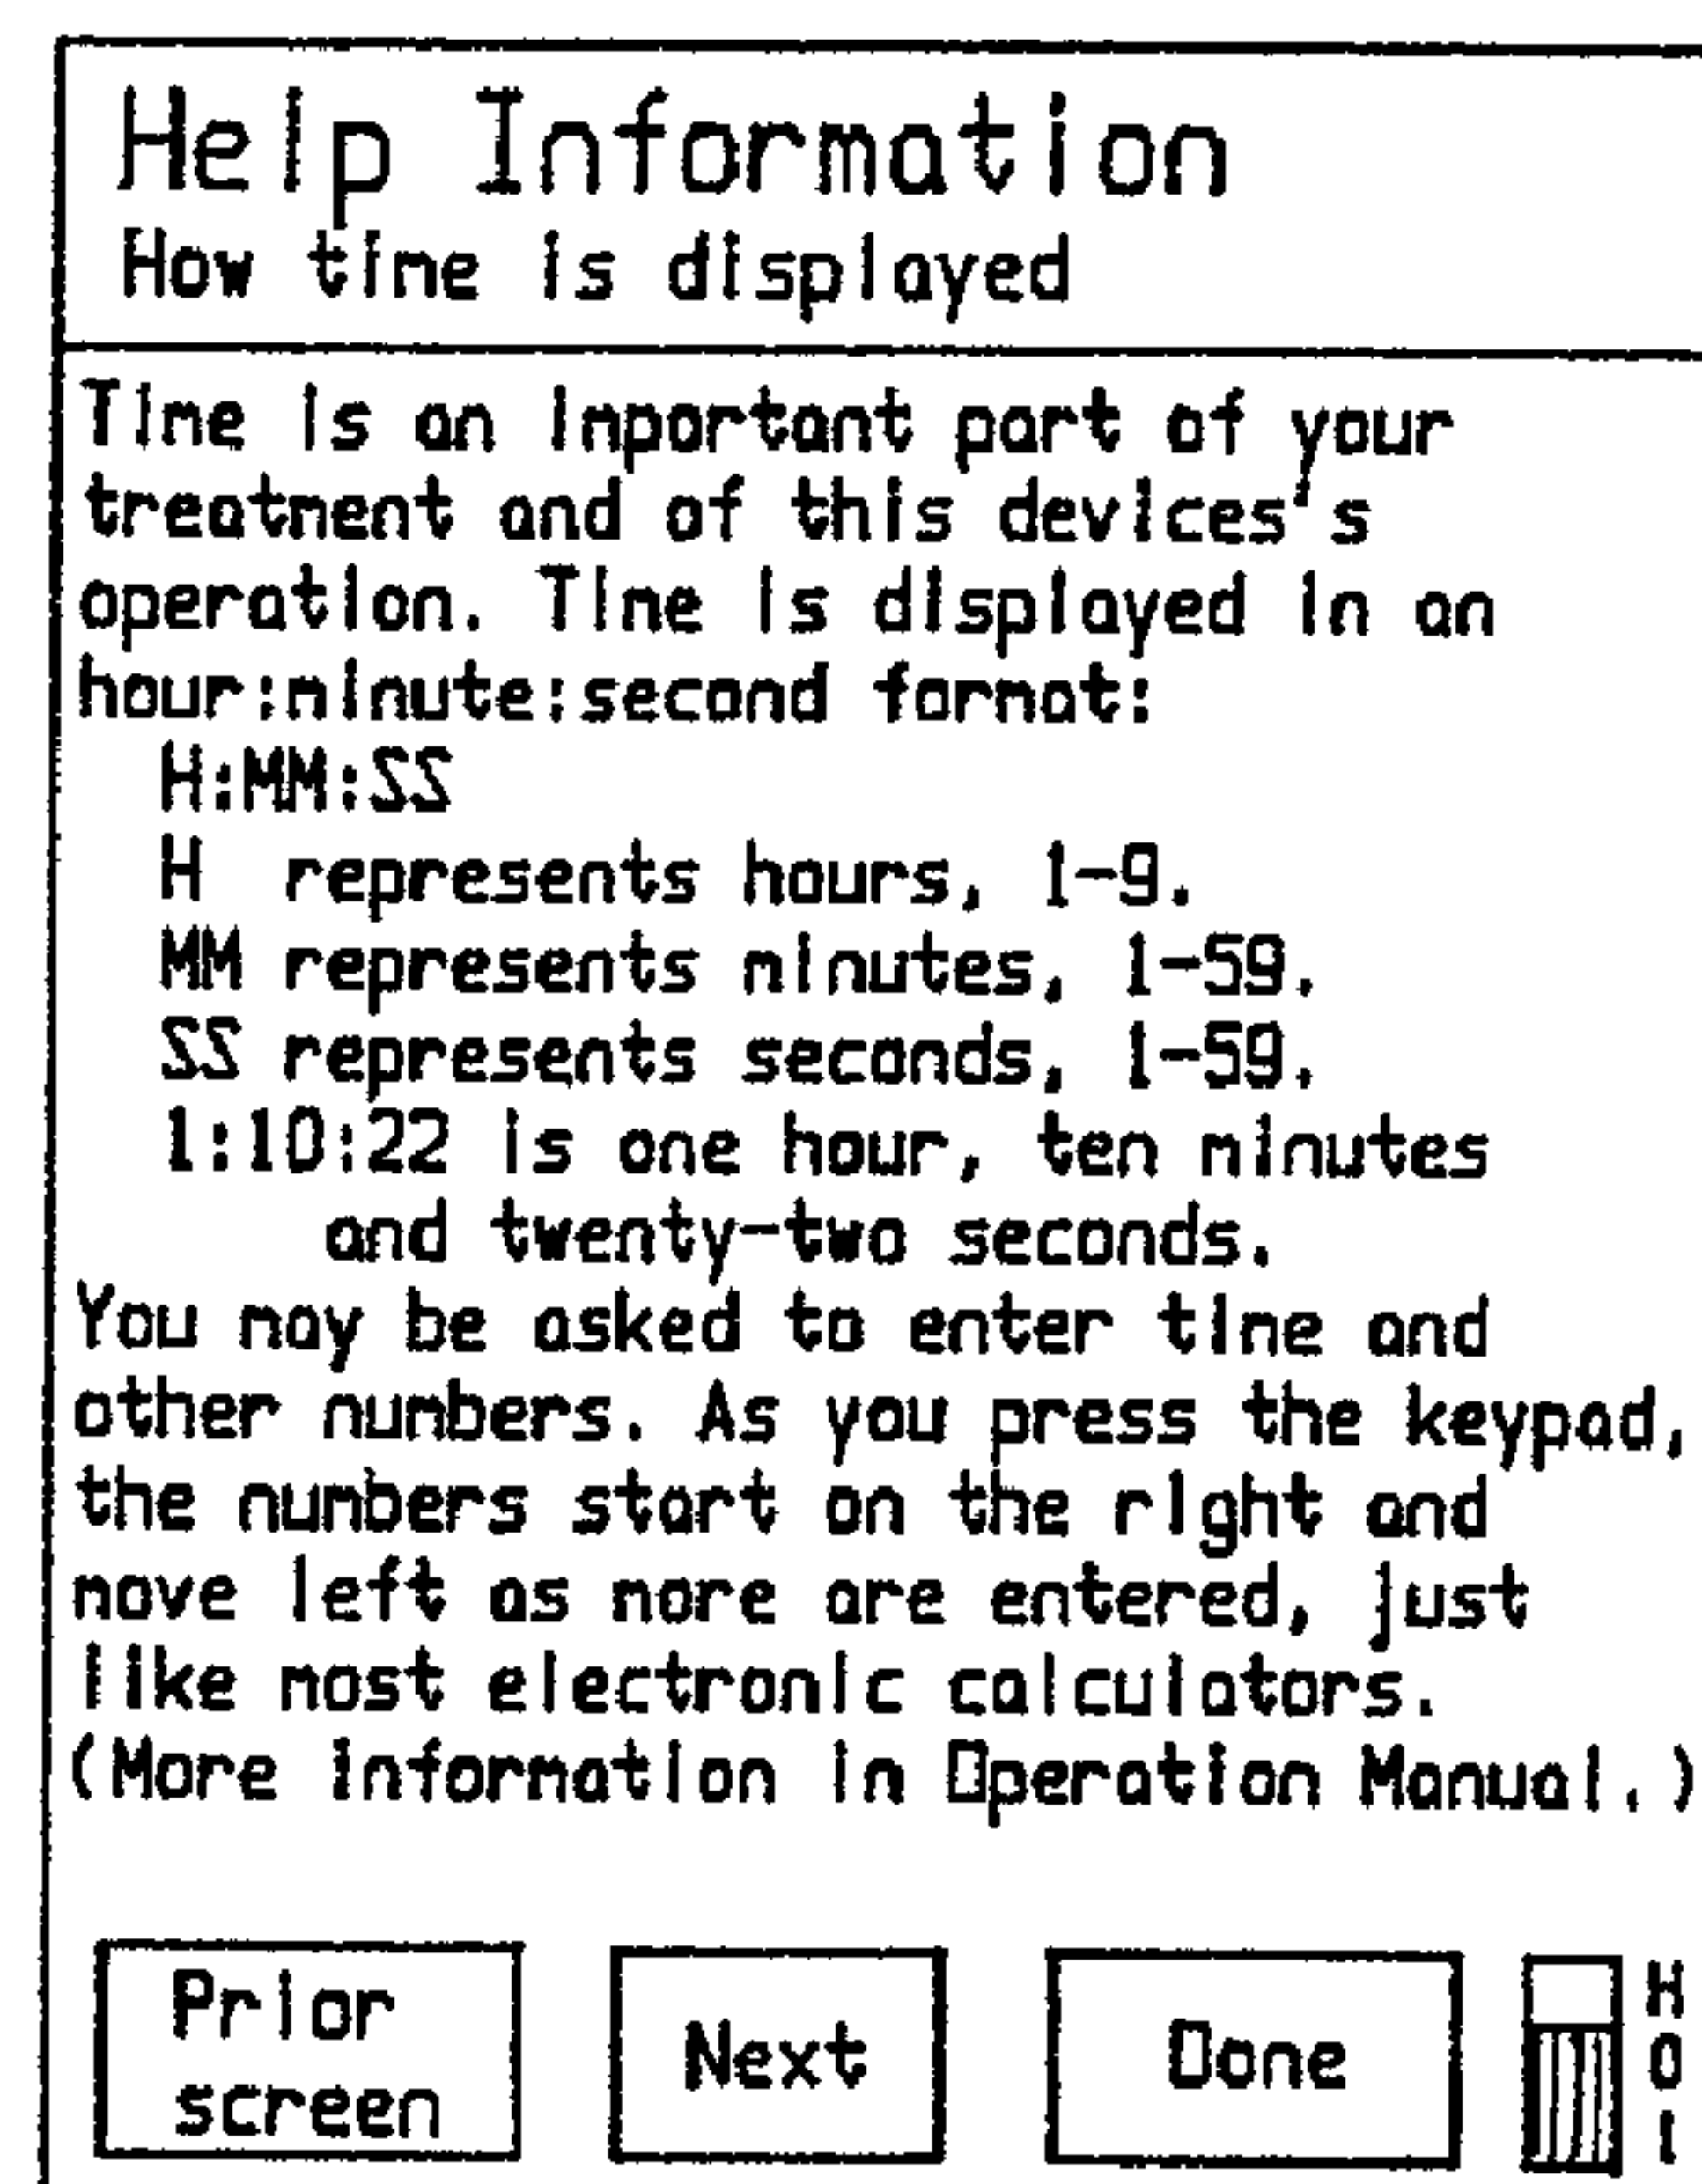 Help Information
How time is displayed
Time is an important part of your
treatment and of this devices's
operation. Time is displayed in an
hour:minute:second format:
H:MM:SS
H represents hours, 1-9.
MM represents minutes, 1-59.
SS represents seconds, 1-59.
1:10:22 is one hour, ten minutes
and twenty-two seconds.
You may be asked to enter time and
other numbers. As you press the keypad,
the numbers start on the right and
move left as more are entered, just
like most electronic calculators.
(More information in Operation Manual.)
Prior
screen
Next
Done